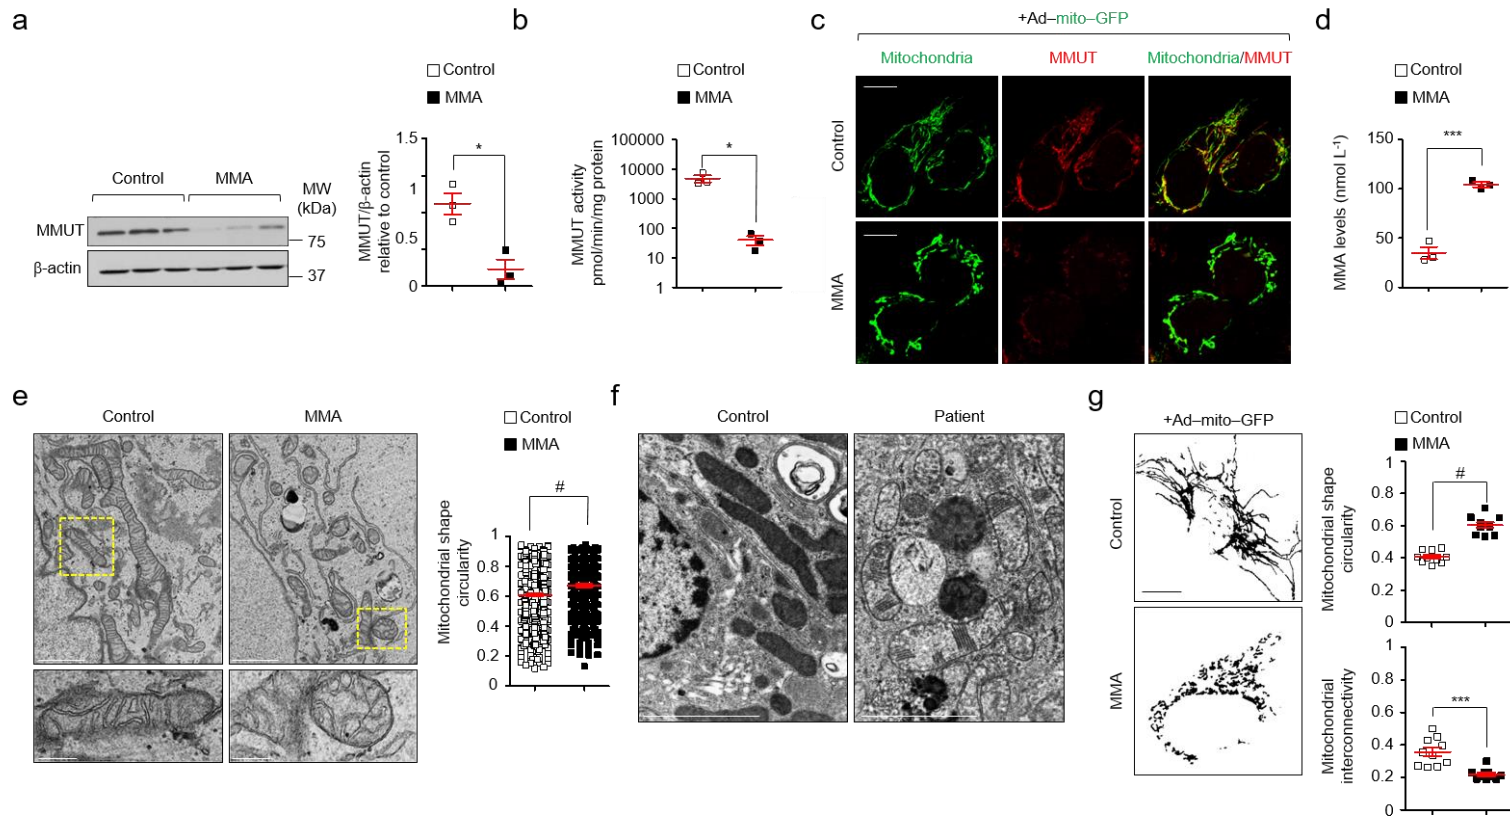 a
Control
MMA
MW
(kDa)
MMUT
75
β-actin
37
Control
MMA
1.5
1
0.5
0
*
MMUT/β-actin
relative to control
b
Control
MMA
100000
10000
1000
100
10
1
*
MMUT activity
pmol/min/mg protein
c
+Ad–mito–GFP
Mitochondria
MMUT
Mitochondria/MMUT
Control
MMA
d
Control
MMA
150
100
50
0
***
MMA levels (nmol L-1)
e
Control
MMA
Control
MMA
#
1
0.8
0.6
0.4
0.2
0
Mitochondrial shape
circularity
f
Control
Patient
g
+Ad–mito–GFP
Control
MMA
Control
MMA
1
0.8
0.6
0.4
0.2
0
#
Mitochondrial shape
circularity
1
0.8
0.6
0.4
0.2
0
***
Mitochondrial
interconnectivity